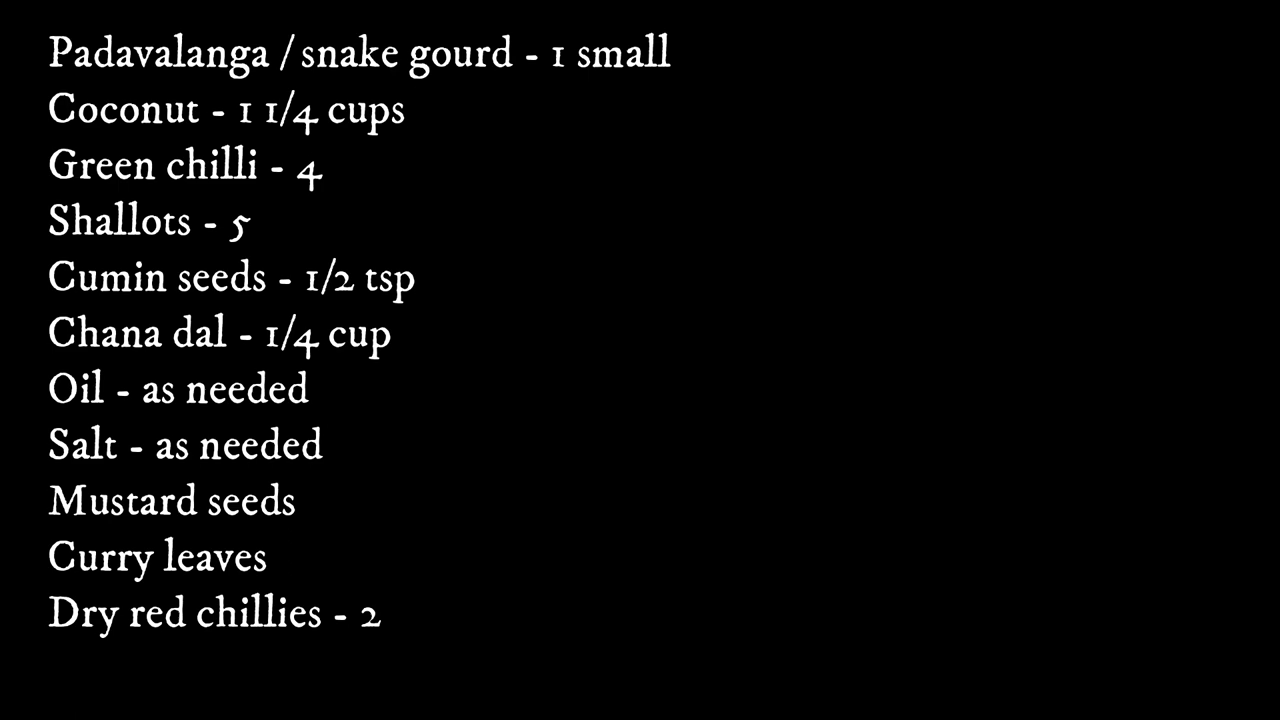 Padavalanga / snake gourd - 1 small
Coconut - 1 1/4 cups
Green chilli - 4
Shallots - 5
Cumin seeds - 1/2 tsp
Chana dal - 1/4 cup
Oil - as needed
Salt - as needed
Mustard seeds
Curry leaves
Dry red chillies - 2